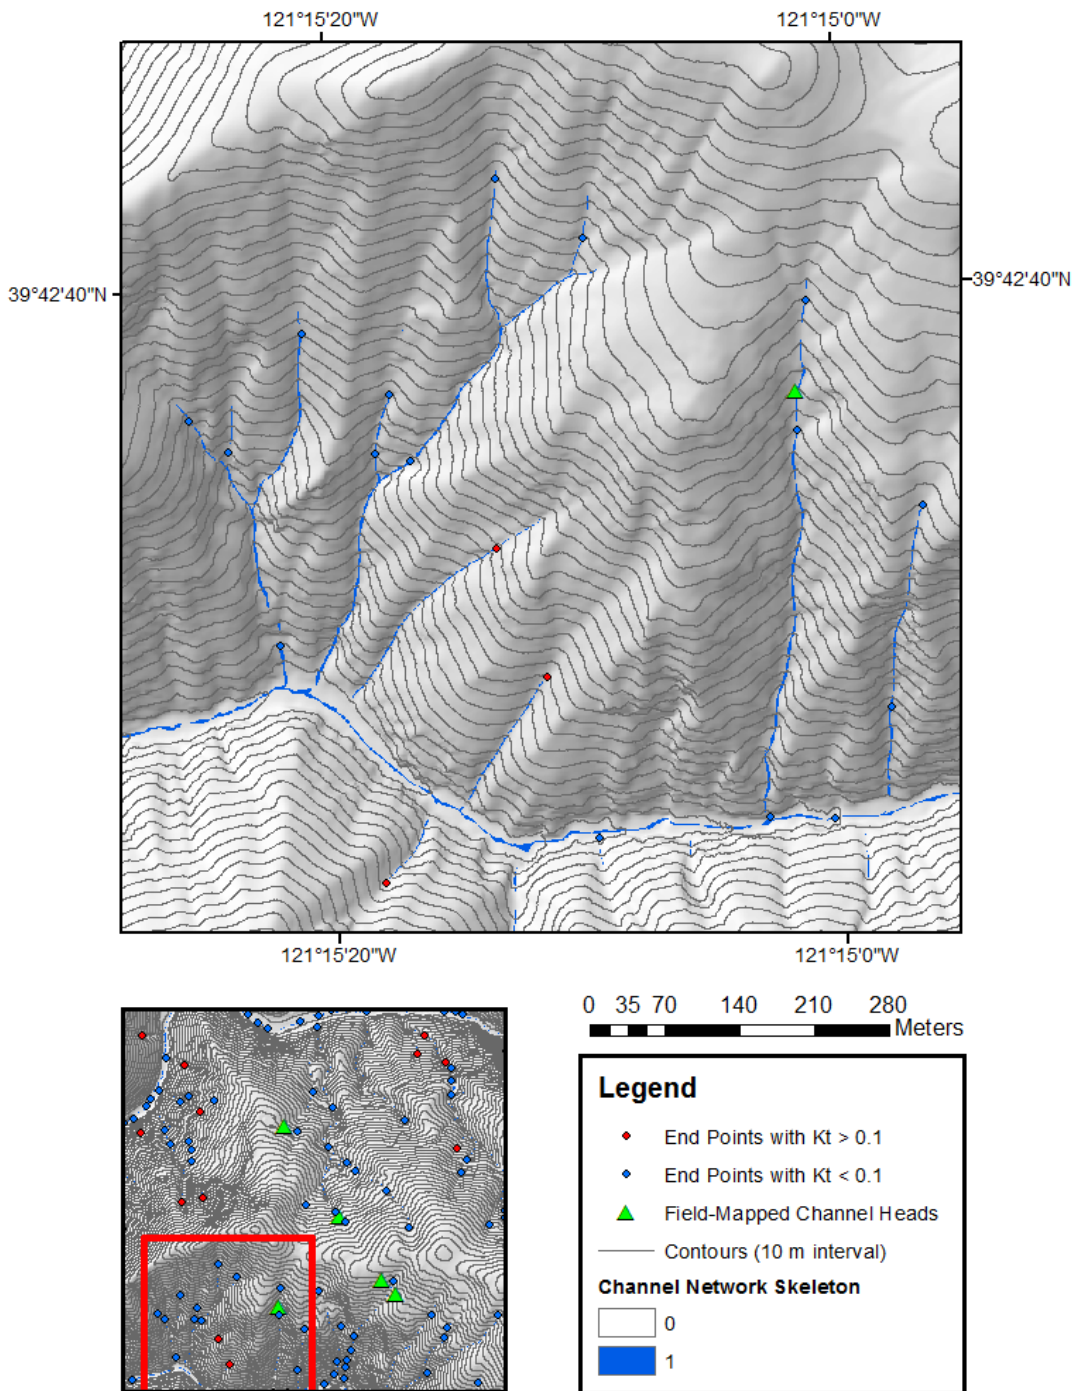 121°15'20"W 121°15'0"W
39°42'40"N 39°42'40"N
121°15'20"W 121°15'0"W
0 35 70 140 210 280
Meters
Legend
End Points with Kt > 0.1
End Points with Kt < 0.1
Field-Mapped Channel Heads
Contours (10 m interval)
Channel Network Skeleton
0
1